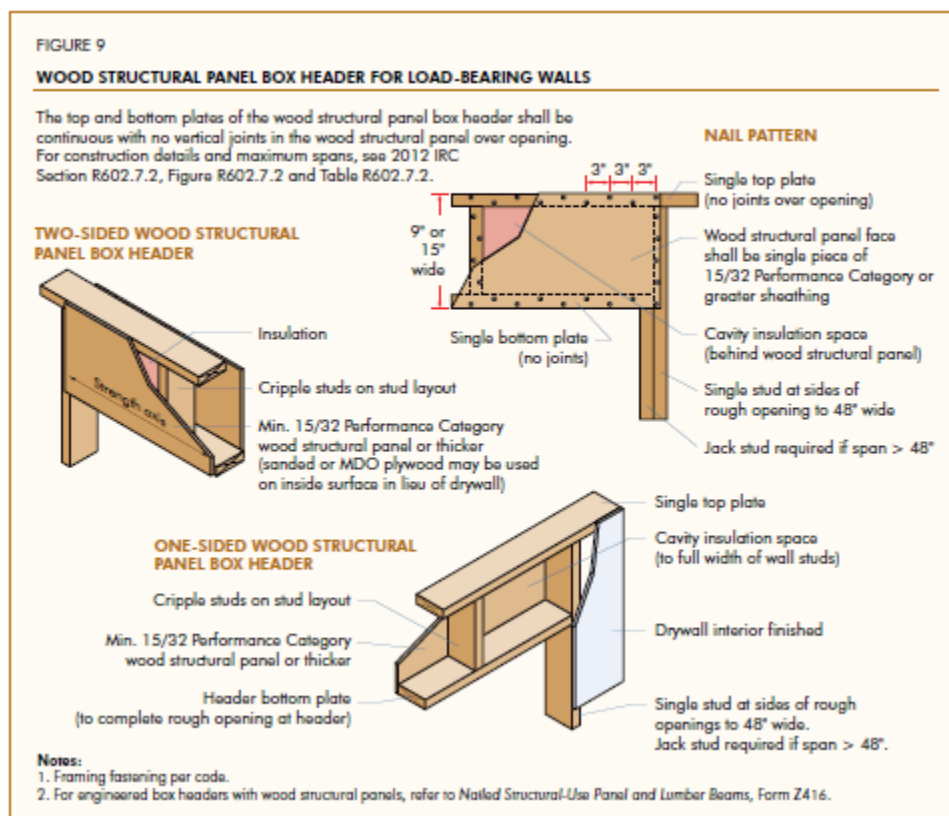 FIGURE 9
WOOD STRUCTURAL PANEL BOX HEADER FOR LOAD-BEARING WALLS
The top and bottom plates of the wood structural panel box header shall be
continuous with no vertical joints in the wood structural panel over opening.
For construction details and maximum spans, see 2012 IRC
Section R602.7.2, Figure R602.7.2 and Table R602.7.2.
NAIL PATTERN
3" 3" 3"
Single top plate
(no joints over opening)
9" or
15"
wide
Wood structural panel face
shall be single piece of
15/32 Performance Category or
greater sheathing
Single bottom plate
(no joints)
Cavity insulation space
(behind wood structural panel)
Single stud at sides of
rough opening to 48" wide
Jack stud required if span > 48"
TWO-SIDED WOOD STRUCTURAL
PANEL BOX HEADER
Insulation
Cripple studs on stud layout
Strength axis
Min. 15/32 Performance Category
wood structural panel or thicker
(sanded or MDO plywood may be used
on inside surface in lieu of drywall)
ONE-SIDED WOOD STRUCTURAL
PANEL BOX HEADER
Cripple studs on stud layout
Min. 15/32 Performance Category
wood structural panel or thicker
Header bottom plate
(to complete rough opening at header)
Single top plate
Cavity insulation space
(to full width of wall studs)
Drywall interior finished
Single stud at sides of rough
openings to 48" wide.
Jack stud required if span > 48".
Notes:
1. Framing fastening per code.
2. For engineered box headers with wood structural panels, refer to Nailed Structural-Use Panel and Lumber Beams, Form Z416.